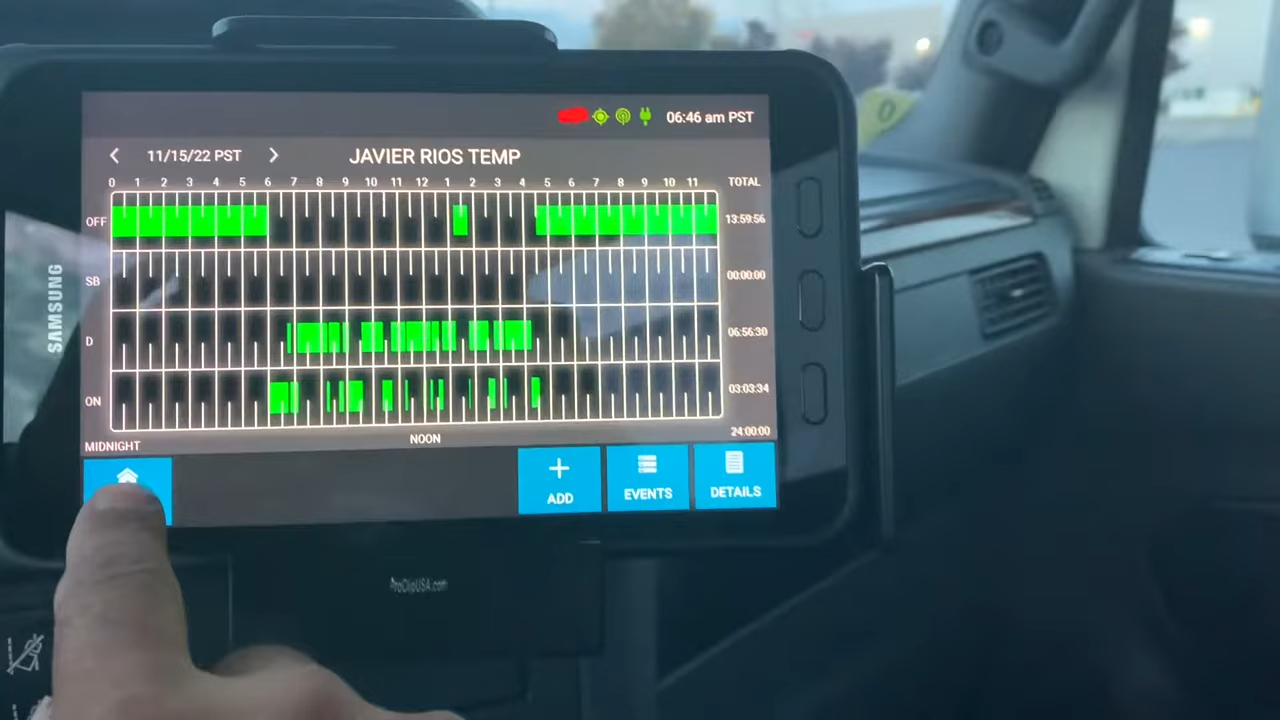 06:46 am PST
11/15/22 PST
JAVIER RIOS TEMP
0 1 2 3 4 5 6 7 8 9 10 11 12 1 2 3 4 5 6 7 8 9 10 11 TOTAL
OFF 13:59:56
SB 00:00:00
D 06:56:30
ON 03:03:34
MIDNIGHT NOON 24:00:00
ADD
EVENTS
DETAILS
SAMSUNG
ProClipUSA.com